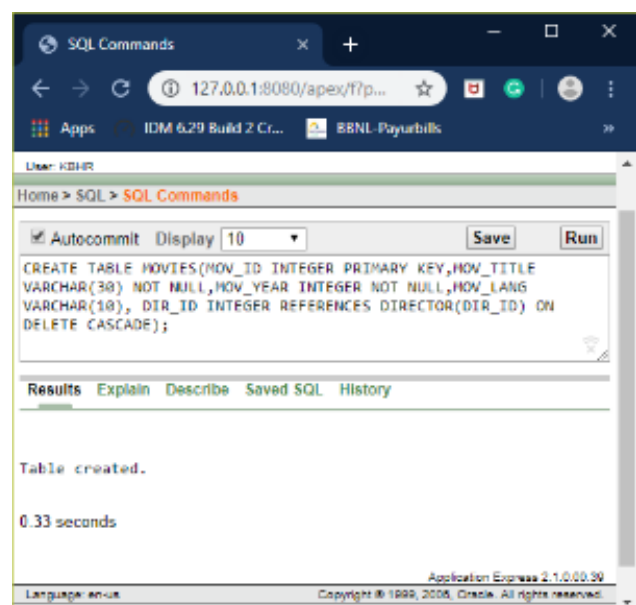 SQL Commands
127.0.0.1:8080/apex/f?p...
Apps IDM 6.29 Build 2 Cr... BBNL-Payurbills »
User: KBHR
Home > SQL > SQL Commands
Autocommit Display 10 Save Run
CREATE TABLE MOVIES(MOV_ID INTEGER PRIMARY KEY,MOV_TITLE
VARCHAR(30) NOT NULL,MOV_YEAR INTEGER NOT NULL,MOV_LANG
VARCHAR(10), DIR_ID INTEGER REFERENCES DIRECTOR(DIR_ID) ON
DELETE CASCADE);
Results Explain Describe Saved SQL History
Table created.
0.33 seconds
Application Express 2.1.0.00.39
Language: en-us Copyright © 1999, 2006, Oracle. All rights reserved.